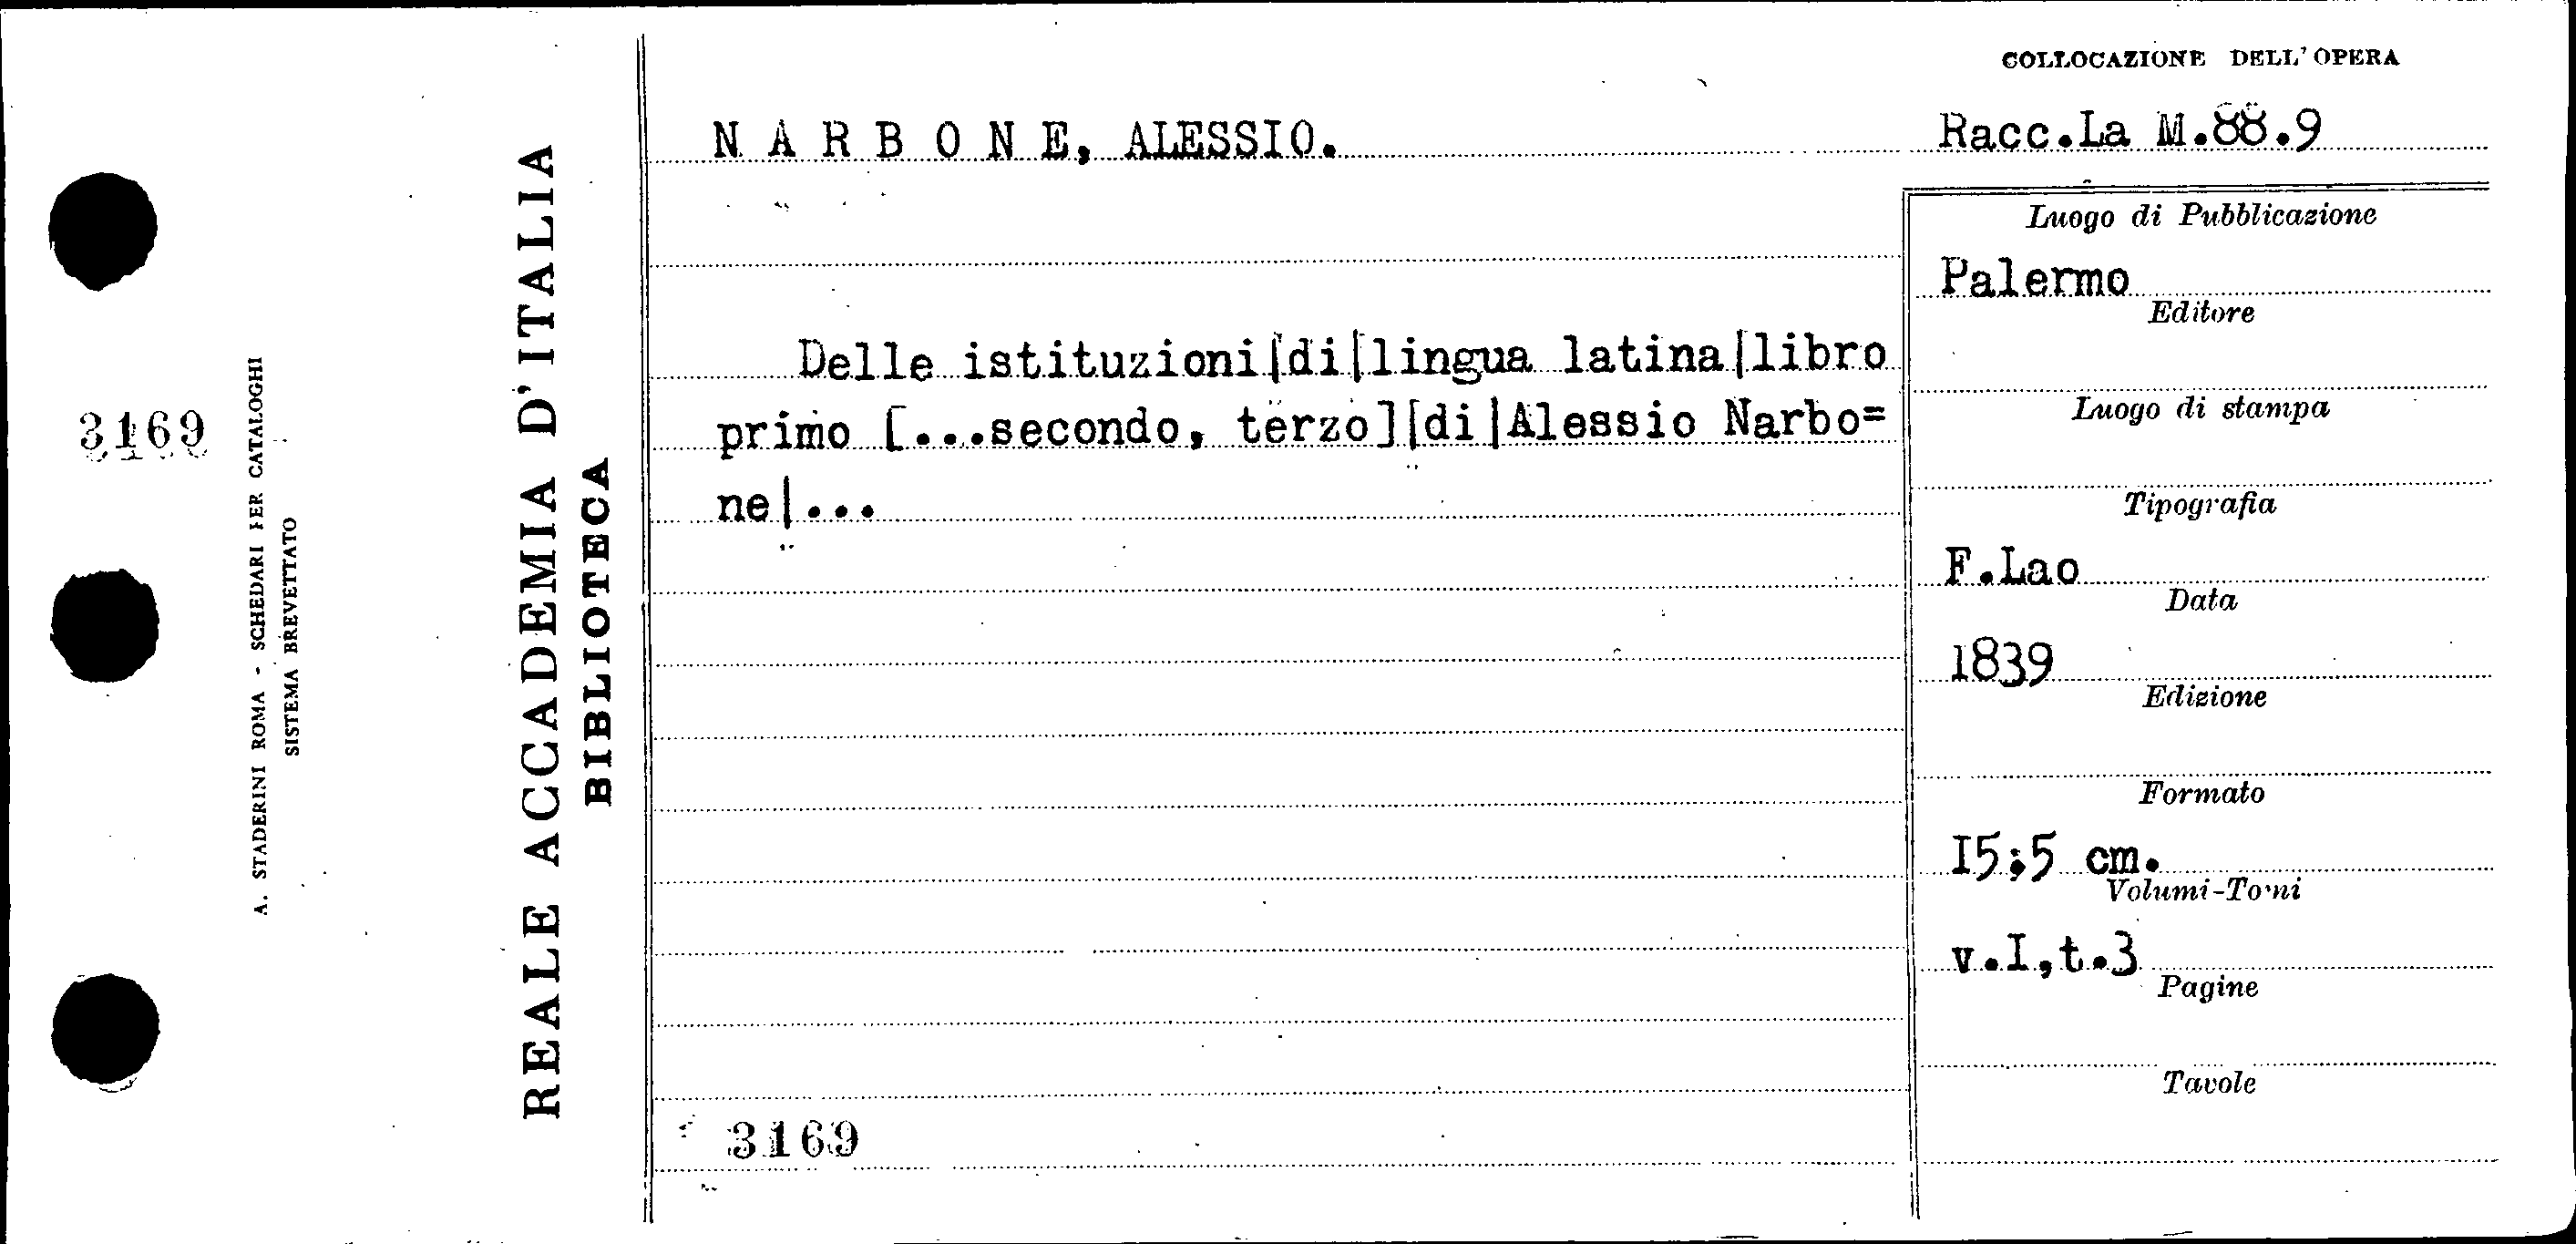 3169
A. STADERINI ROMA - SCHEDARI PER CATALOGHI
SISTEMA BREVETTATO
REALE ACCADEMIA D'ITALIA
BIBLIOTECA
N A R B O N E, ALESSIO.
Delle istituzioni|di|lingua latina|libro
primo [...secondo, terzo]|di|Alessio Narbo=
ne|...
3169
COLLOCAZIONE DELL'OPERA
Racc.La M.88.9
Luogo di Pubblicazione
Palermo
Editore
Luogo di stampa
Tipografia
F.Lao
Data
1839
Edizione
Formato
I5;5 cm.
Volumi-Tomi
v.I,t.3
Pagine
Tavole